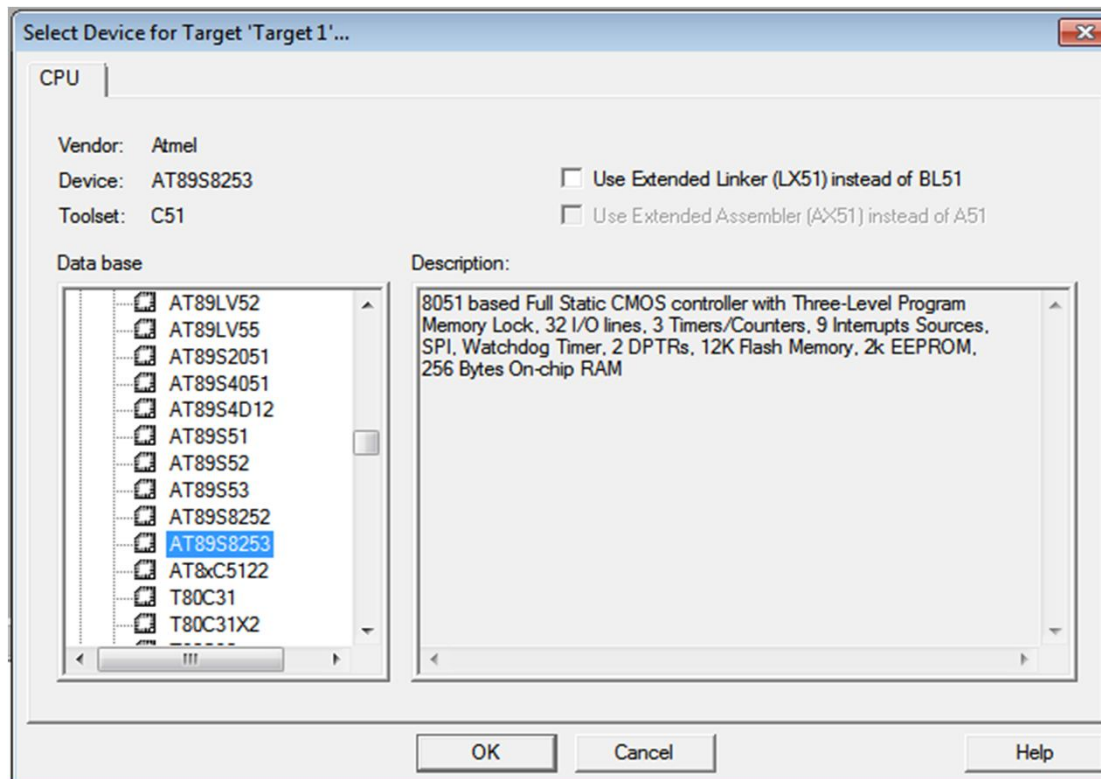 Select Device for Target 'Target 1'...
CPU
Vendor: Atmel
Device: AT89S8253
Toolset: C51
Use Extended Linker (LX51) instead of BL51
Use Extended Assembler (AX51) instead of A51
Data base
AT89LV52
AT89LV55
AT89S2051
AT89S4051
AT89S4D12
AT89S51
AT89S52
AT89S53
AT89S8252
AT89S8253
AT8xC5122
T80C31
T80C31X2
Description:
8051 based Full Static CMOS controller with Three-Level Program
Memory Lock, 32 I/O lines, 3 Timers/Counters, 9 Interrupts Sources,
SPI, Watchdog Timer, 2 DPTRs, 12K Flash Memory, 2k EEPROM,
256 Bytes On-chip RAM
OK
Cancel
Help